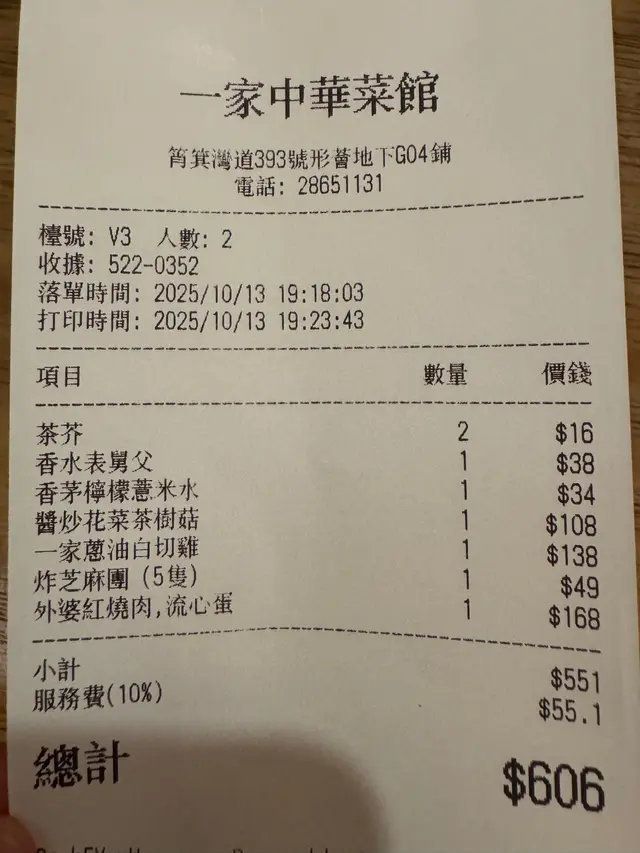 一家中華菜館
筲箕灣道393號形薈地下G04鋪
電話: 28651131
檯號: V3 人數: 2
收據: 522-0352
落單時間: 2025/10/13 19:18:03
打印時間: 2025/10/13 19:23:43
項目 數量 價錢
茶芥 2 $16
香水表舅父 1 $38
香茅檸檬薏米水 1 $34
醬炒花菜茶樹菇 1 $108
一家蔥油白切雞 1 $138
炸芝麻團 (5隻) 1 $49
外婆紅燒肉,流心蛋 1 $168
小計 $551
服務費(10%) $55.1
總計 $606